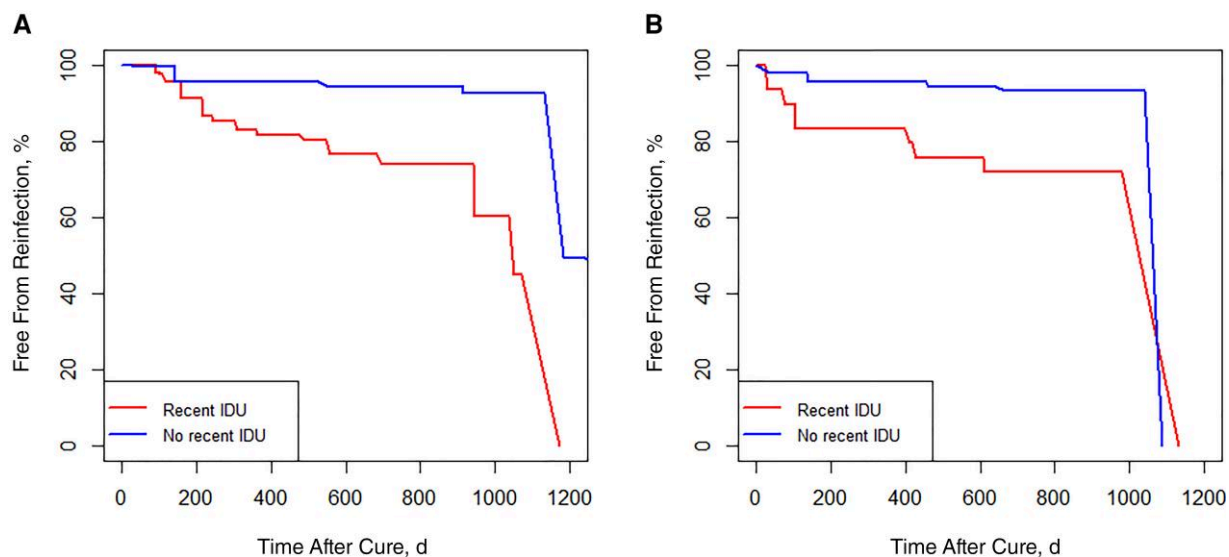 A
Free From Reinfection, %
100
80
60
40
20
0
Recent IDU
No recent IDU
0 200 400 600 800 1000 1200
Time After Cure, d
B
Free From Reinfection, %
100
80
60
40
20
0
Recent IDU
No recent IDU
0 200 400 600 800 1000 1200
Time After Cure, d